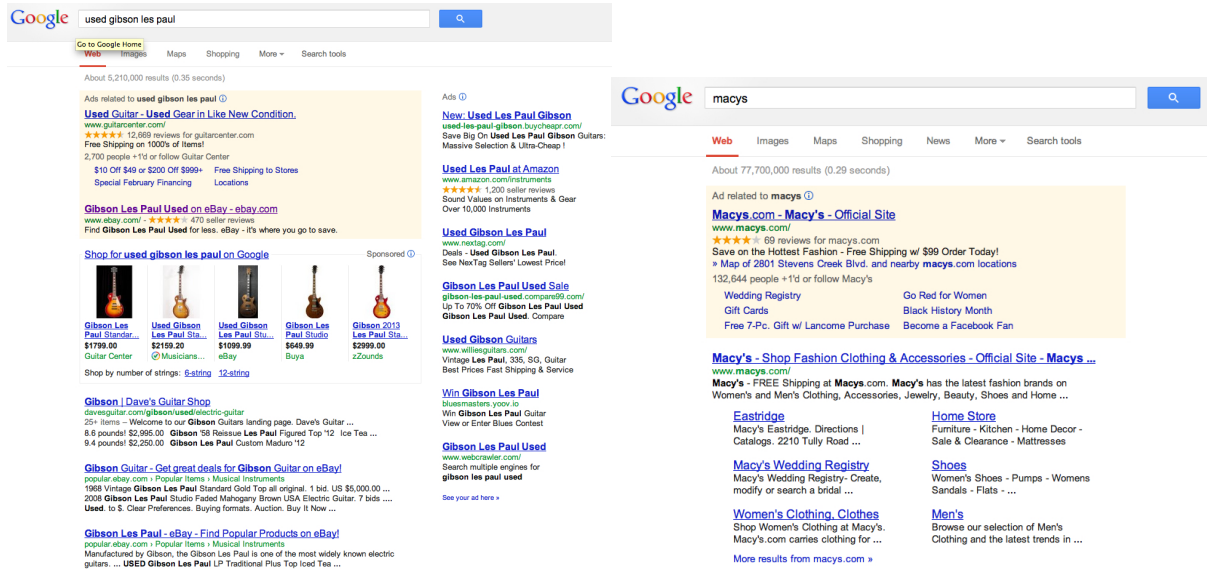 Google
used gibson les paul
Go to Google Home
Web Images Maps Shopping More Search tools
About 5,210,000 results (0.35 seconds)
Ads related to used gibson les paul
Used Guitar - Used Gear in Like New Condition.
www.guitarcenter.com/
12,669 reviews for guitarcenter.com
Free Shipping on 1000's of Items!
2,700 people +1'd or follow Guitar Center
$10 Off $49 or $200 Off $999+ Free Shipping to Stores
Special February Financing Locations
Gibson Les Paul Used on eBay - ebay.com
www.ebay.com/ - 470 seller reviews
Find Gibson Les Paul Used for less. eBay - it's where you go to save.
Shop for used gibson les paul on Google Sponsored
Gibson Les Paul Standar...
$1799.00
Guitar Center
Used Gibson Les Paul Sta...
$2159.20
Musicians...
Used Gibson Les Paul Stu...
$1099.99
eBay
Gibson Les Paul Studio
$649.99
Buya
Gibson 2013 Les Paul Sta...
$2999.00
zZounds
Shop by number of strings: 6-string 12-string
Gibson | Dave's Guitar Shop
davesguitar.com/gibson/used/electric-guitar
25+ items – Welcome to our Gibson Guitars landing page. Dave's Guitar ...
8.6 pounds! $2,995.00 Gibson '58 Reissue Les Paul Figured Top '12 Ice Tea ...
9.4 pounds! $2,250.00 Gibson Les Paul Custom Maduro '12
Gibson Guitar - Get great deals for Gibson Guitar on eBay!
popular.ebay.com › Popular Items › Musical Instruments
1968 Vintage Gibson Les Paul Standard Gold Top all original. 1 bid. US $5,000.00 ...
2008 Gibson Les Paul Studio Faded Mahogany Brown USA Electric Guitar. 7 bids ....
Used. to $. Clear Preferences. Buying formats. Auction. Buy It Now ...
Gibson Les Paul - eBay - Find Popular Products on eBay!
popular.ebay.com › Popular Items › Musical Instruments
Manufactured by Gibson, the Gibson Les Paul is one of the most widely known electric
guitars. ... USED Gibson Les Paul LP Traditional Plus Top Iced Tea ...
Ads
New: Used Les Paul Gibson
used-les-paul-gibson.buycheapr.com/
Save Big On Used Les Paul Gibson Guitars:
Massive Selection & Ultra-Cheap !
Used Les Paul at Amazon
www.amazon.com/instruments
1,200 seller reviews
Sound Values on Instruments & Gear
Over 10,000 Instruments
Used Gibson Les Paul
www.nextag.com/
Deals - Used Gibson Les Paul.
See NexTag Sellers' Lowest Price!
Gibson Les Paul Used Sale
gibson-les-paul-used.compare99.com/
Up To 70% Off Gibson Les Paul Used
Gibson Les Paul Used. Compare
Used Gibson Guitars
www.williesguitars.com/
Vintage Les Paul, 335, SG, Guitar
Best Prices Fast Shipping & Service
Win Gibson Les Paul
bluesmasters.yoov.io
Win Gibson Les Paul Guitar
View or Enter Blues Contest
Gibson Les Paul Used
www.webcrawler.com/
Search multiple engines for
gibson les paul used
See your ad here »
Google
macys
Web Images Maps Shopping News More Search tools
About 77,700,000 results (0.29 seconds)
Ad related to macys
Macys.com - Macy's - Official Site
www.macys.com/
69 reviews for macys.com
Save on the Hottest Fashion - Free Shipping w/ $99 Order Today!
» Map of 2801 Stevens Creek Blvd. and nearby macys.com locations
132,644 people +1'd or follow Macy's
Wedding Registry Go Red for Women
Gift Cards Black History Month
Free 7-Pc. Gift w/ Lancome Purchase Become a Facebook Fan
Macy's - Shop Fashion Clothing & Accessories - Official Site - Macys ...
www.macys.com/
Macy's - FREE Shipping at Macys.com. Macy's has the latest fashion brands on
Women's and Men's Clothing, Accessories, Jewelry, Beauty, Shoes and Home ...
Eastridge
Macy's Eastridge. Directions |
Catalogs. 2210 Tully Road ...
Home Store
Furniture - Kitchen - Home Decor -
Sale & Clearance - Mattresses
Macy's Wedding Registry
Macy's Wedding Registry- Create,
modify or search a bridal ...
Shoes
Women's Shoes - Pumps - Womens
Sandals - Flats - ...
Women's Clothing, Clothes
Shop Women's Clothing at Macy's.
Macy's.com carries clothing for ...
Men's
Browse our selection of Men's
Clothing and the latest trends in ...
More results from macys.com »